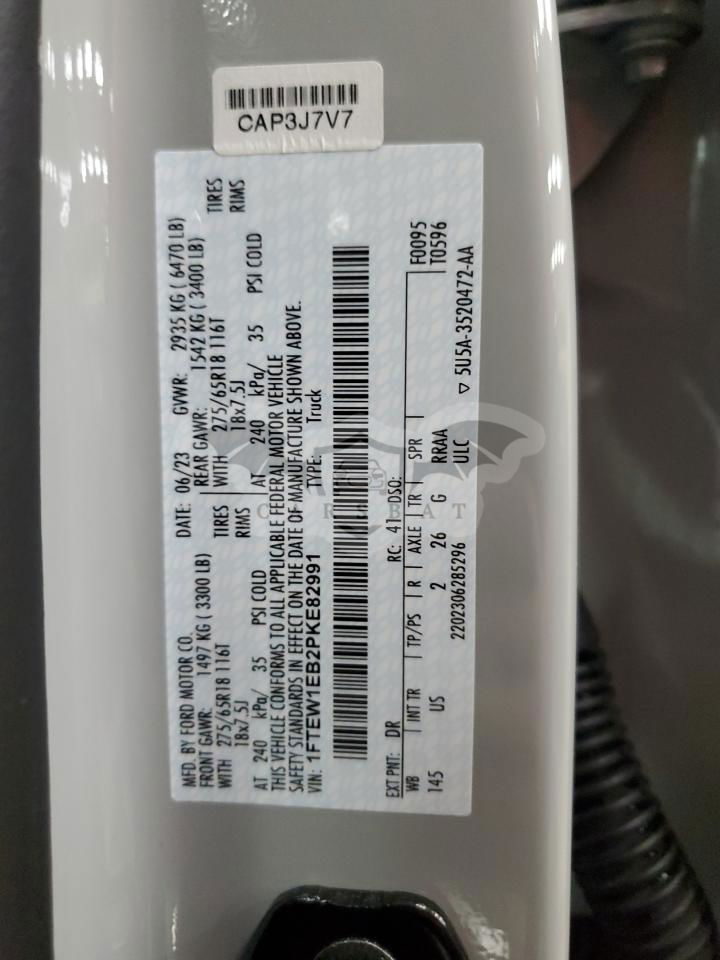 CAP3J7V7
MFD. BY FORD MOTOR CO. DATE: 06/23 GVWR: 2935 KG ( 6470 LB)
FRONT GAWR: 1497 KG (3300 LB) REAR GAWR: 1542 KG ( 3400 LB)
WITH 275/65R18 116T TIRES WITH 275/65R18 116T TIRES
18x7.5J RIMS 18x7.5J RIMS
AT 240 kPa/ 35 PSI COLD AT 240 kPa/ 35 PSI COLD
THIS VEHICLE CONFORMS TO ALL APPLICABLE FEDERAL MOTOR VEHICLE
SAFETY STANDARDS IN EFFECT ON THE DATE OF MANUFACTURE SHOWN ABOVE.
VIN: 1FTEW1EB2PKE82991 TYPE: Truck
EXT PNT: DR RC: 41 DSO: F0095
WB INT TR TP/PS R AXLE TR SPR T0596
145 US 2 26 G RRAA
2202306285296 ULC ▽ 5U5A-3520472-AA
CARSBAT